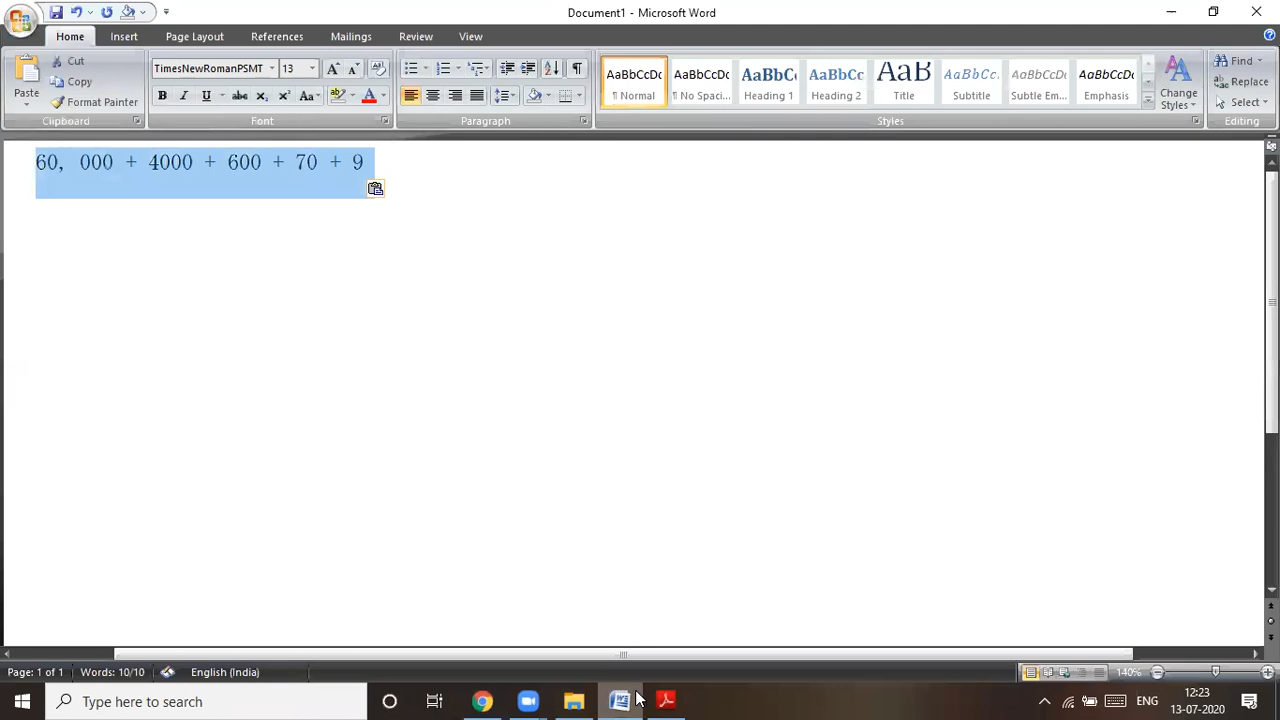 Document1 - Microsoft Word
Home Insert Page Layout References Mailings Review View
Paste
Cut
Copy
Format Painter
Clipboard
TimesNewRomanPSMT 13
Font
Paragraph
AaBbCcDc AaBbCcDc AaBbCc AaBbCc AaB AaBbCc. AaBbCcDc AaBbCcDc
¶ Normal ¶ No Spaci... Heading 1 Heading 2 Title Subtitle Subtle Em... Emphasis
Change Styles
Styles
Find
Replace
Select
Editing
60, 000 + 4000 + 600 + 70 + 9
Page: 1 of 1 Words: 10/10 English (India) 140%
Type here to search
ENG
12:23
13-07-2020